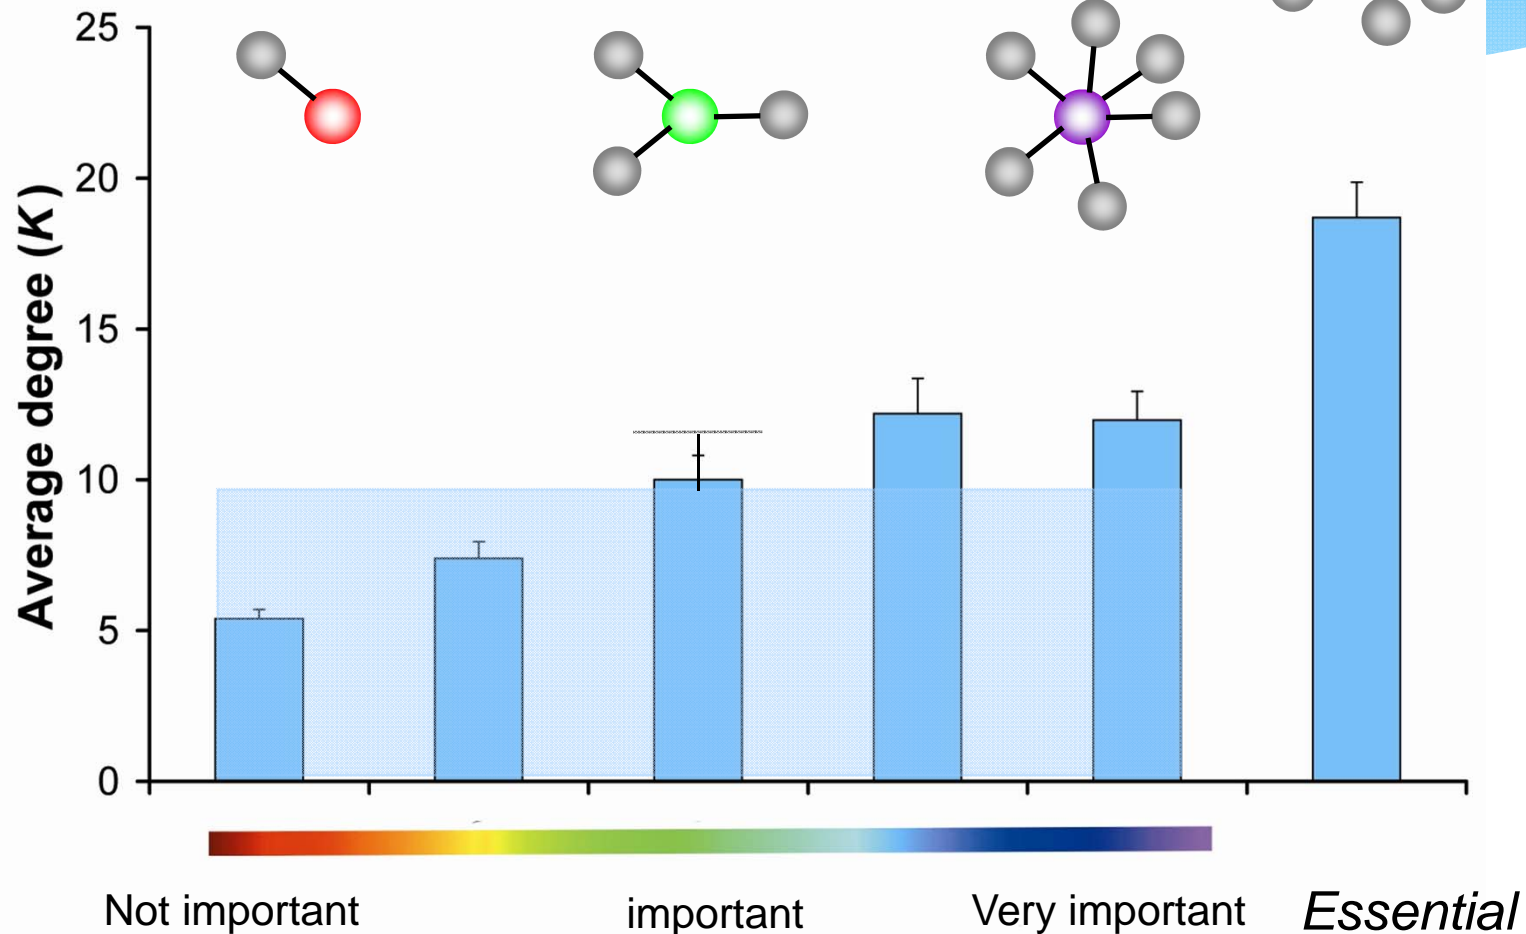 Average degree (K)
25
20
15
10
5
0
Not important
important
Very important
Essential